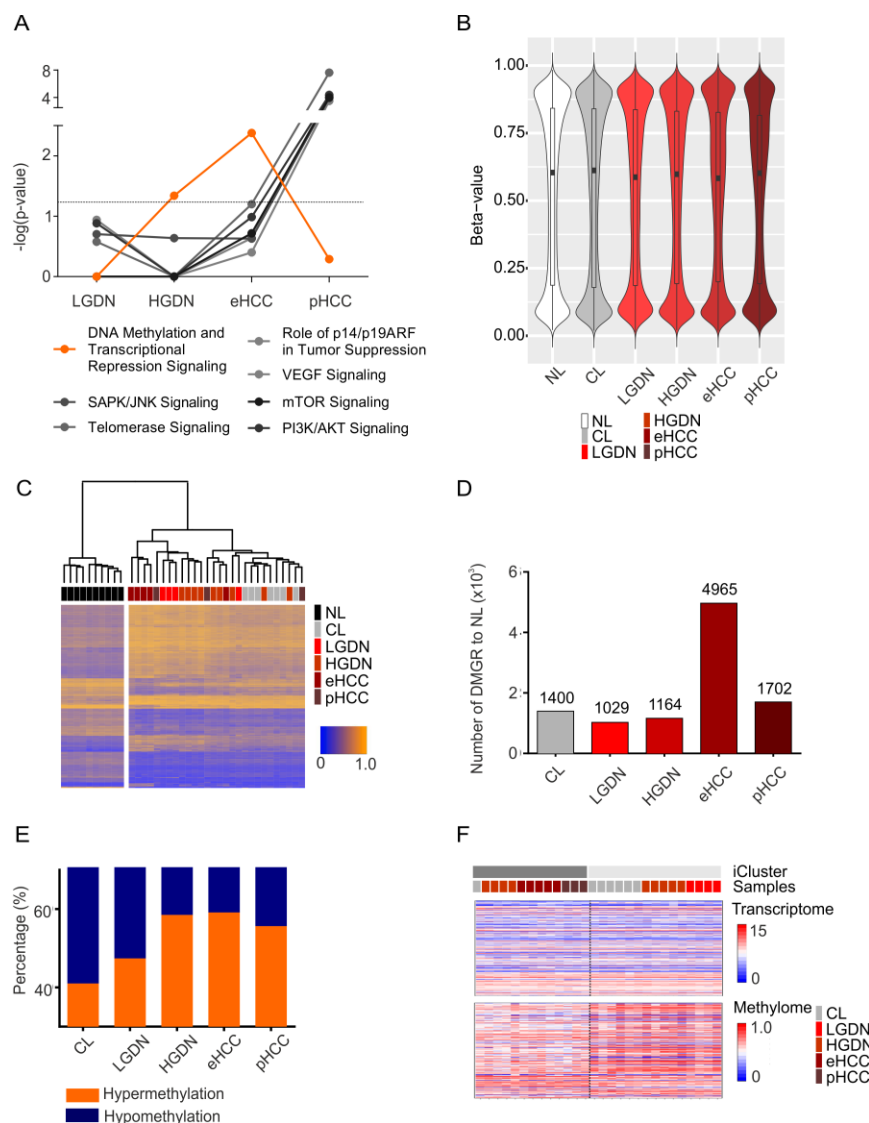 A
8
4
2
1
0
-log(p-value)
LGDN HGDN eHCC pHCC
DNA Methylation and
Transcriptional
Repression Signaling
SAPK/JNK Signaling
Telomerase Signaling
Role of p14/p19ARF
in Tumor Suppression
VEGF Signaling
mTOR Signaling
PI3K/AKT Signaling
B
1.00
0.75
0.50
0.25
0.00
Beta-value
NL CL LGDN HGDN eHCC pHCC
NL
CL
LGDN
HGDN
eHCC
pHCC
C
NL
CL
LGDN
HGDN
eHCC
pHCC
0 1.0
D
Number of DMGR to NL (x10³)
6
4
2
0
1400
1029
1164
4965
1702
CL LGDN HGDN eHCC pHCC
E
Percentage (%)
60
40
CL LGDN HGDN eHCC pHCC
Hypermethylation
Hypomethylation
F
iCluster
Samples
Transcriptome
15
0
Methylome
1.0
0
CL
LGDN
HGDN
eHCC
pHCC